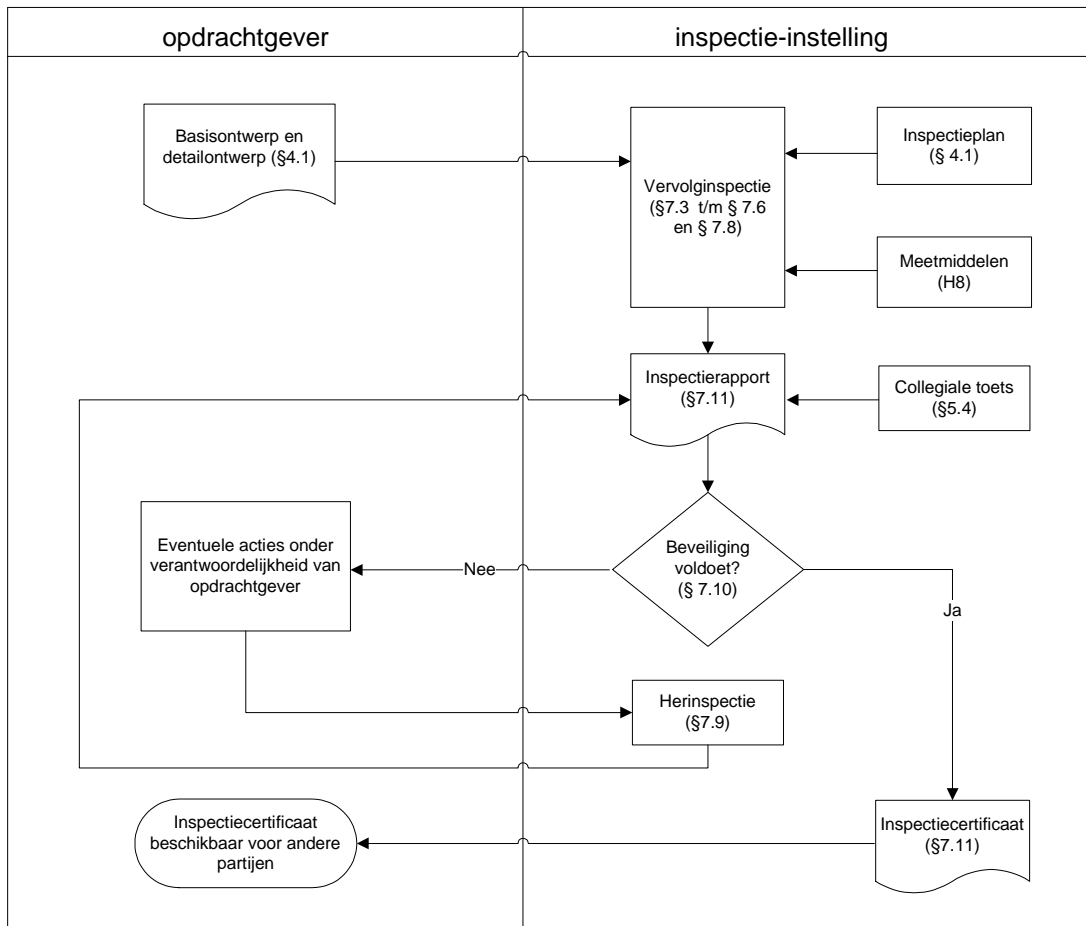 opdrachtgever
inspectie-instelling
Basisontwerp en
detailontwerp (§4.1)
Vervolginspectie
(§7.3 t/m § 7.6
en § 7.8)
Inspectieplan
(§ 4.1)
Meetmiddelen
(H8)
Inspectierapport
(§7.11)
Collegiale toets
(§5.4)
Eventuele acties onder
verantwoordelijkheid van
opdrachtgever
Nee
Beveiliging
voldoet?
(§ 7.10)
Ja
Herinspectie
(§7.9)
Inspectiecertificaat
beschikbaar voor andere
partijen
Inspectiecertificaat
(§7.11)